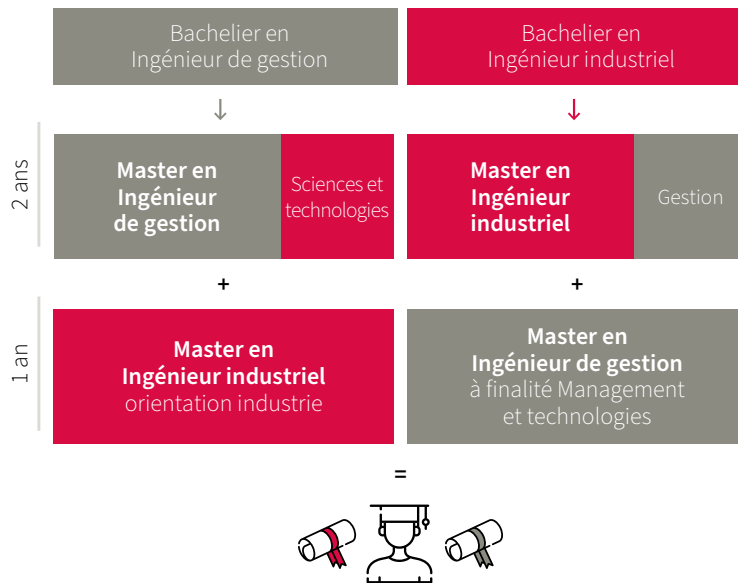 Bachelier en
Ingénieur de gestion
Bachelier en
Ingénieur industriel
↓
↓
2 ans
Master en
Ingénieur
de gestion
Sciences et
technologies
Master en
Ingénieur
industriel
Gestion
+
+
1 an
Master en
Ingénieur industriel
orientation industrie
Master en
Ingénieur de gestion
à finalité Management
et technologies
=